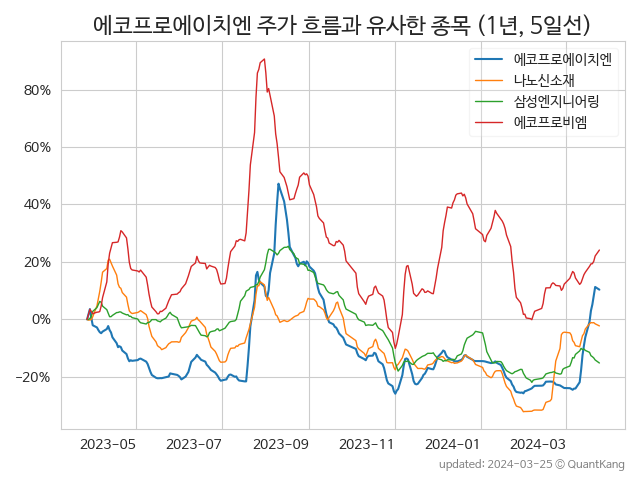 에코프로에이치엔 주가 흐름과 유사한 종목 (1년, 5일선)
에코프로에이치엔
나노신소재
삼성엔지니어링
에코프로비엠
80%
60%
40%
20%
0%
−20%
2023-05 2023-07 2023-09 2023-11 2024-01 2024-03
updated: 2024-03-25 © QuantKang